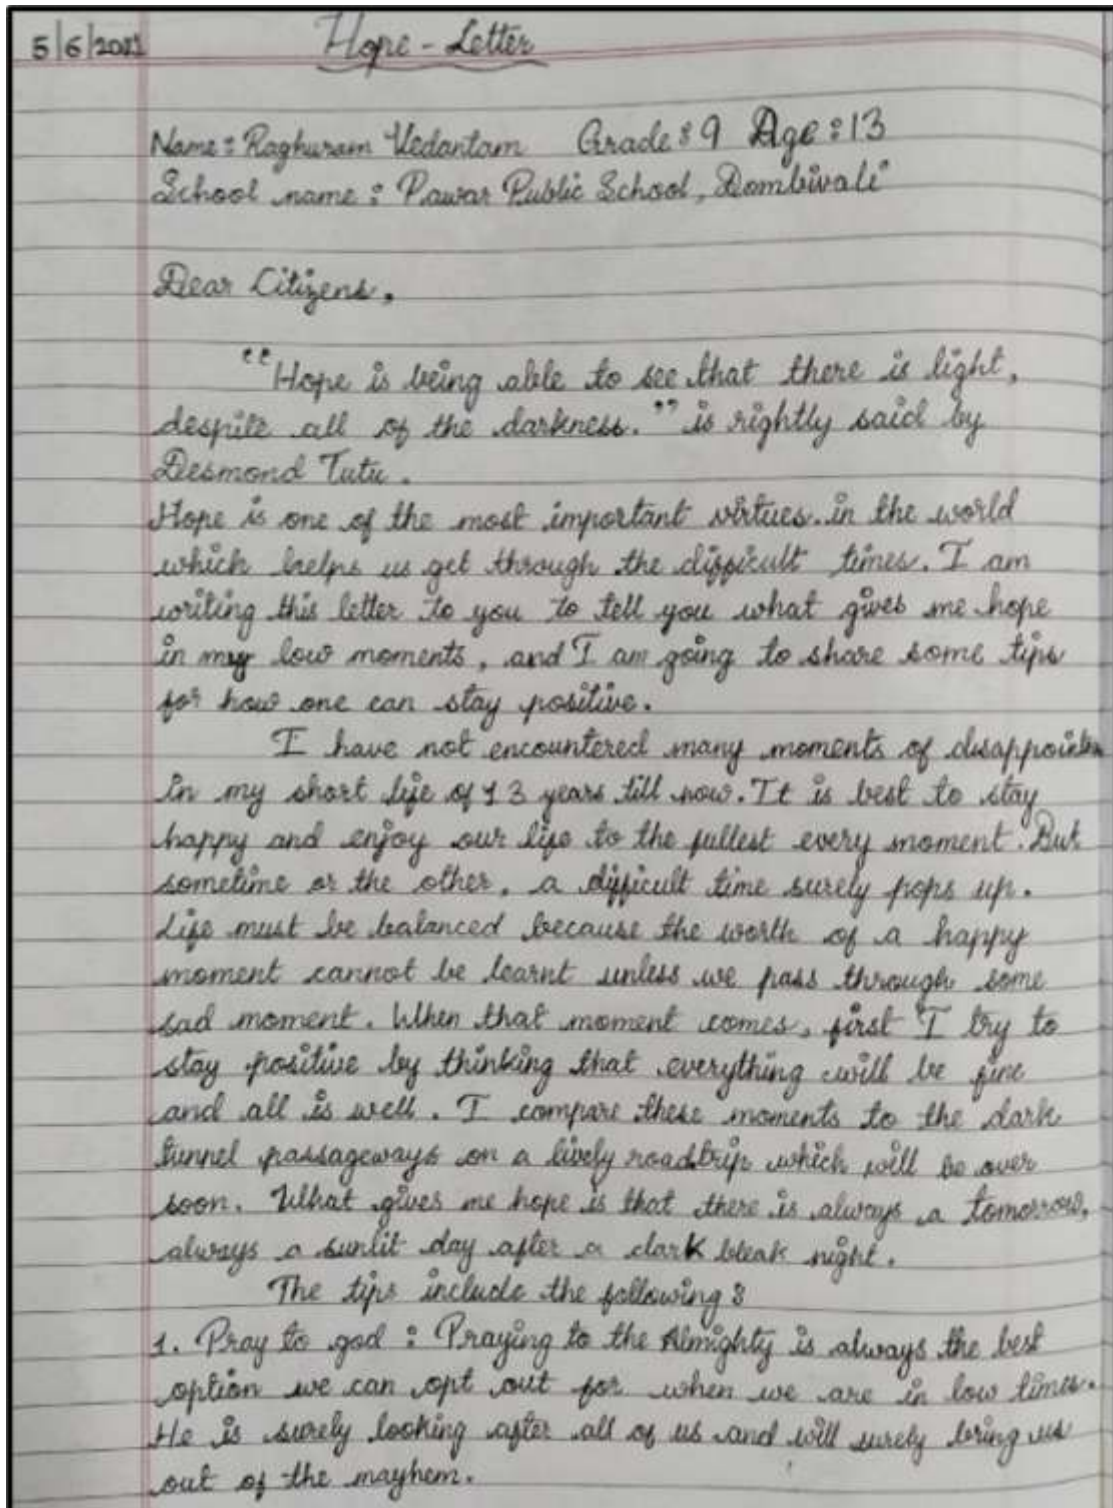 5/6/2021 Hope-Letter
Name: Raghuram Vedantam Grade: 9 Age: 13
School name: Pawar Public School, Dombivali
Dear Citizens,
"Hope is being able to see that there is light,
despite all of the darkness." is rightly said by
Desmond Tutu.
Hope is one of the most important virtues in the world
which helps us get through the difficult times. I am
writing this letter to you to tell you what gives me hope
in my low moments, and I am going to share some tips
for how one can stay positive.
I have not encountered many moments of
in my short life of 13 years till now. It is best to stay
happy and enjoy our life to the fullest every moment. But
sometime or the other, a difficult time surely pops up.
Life must be balanced because the worth of a happy
moment cannot be learnt unless we pass through some
sad moment. When that moment comes, first I try to
stay positive by thinking that everything will be fine
and all is well. I compare these moments to the dark
tunnel passageways on a lively roadtrip which will be over
soon. What gives me hope is that there is always a tomorrow,
always a sunlit day after a dark bleak night.
The tips include the following:
1. Pray to god: Praying to the Almighty is always the best
option we can opt out for when we are in low times.
He is surely looking after all of us and will surely bring us
out of the mayhem.